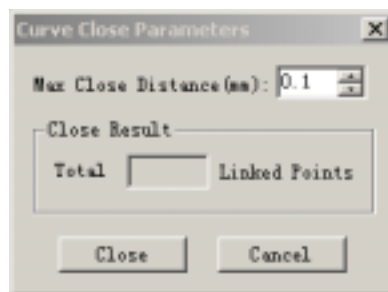 Curve Close Parameters
Max Close Distance(mm): 0.1
Close Result
Total Linked Points
Close Cancel